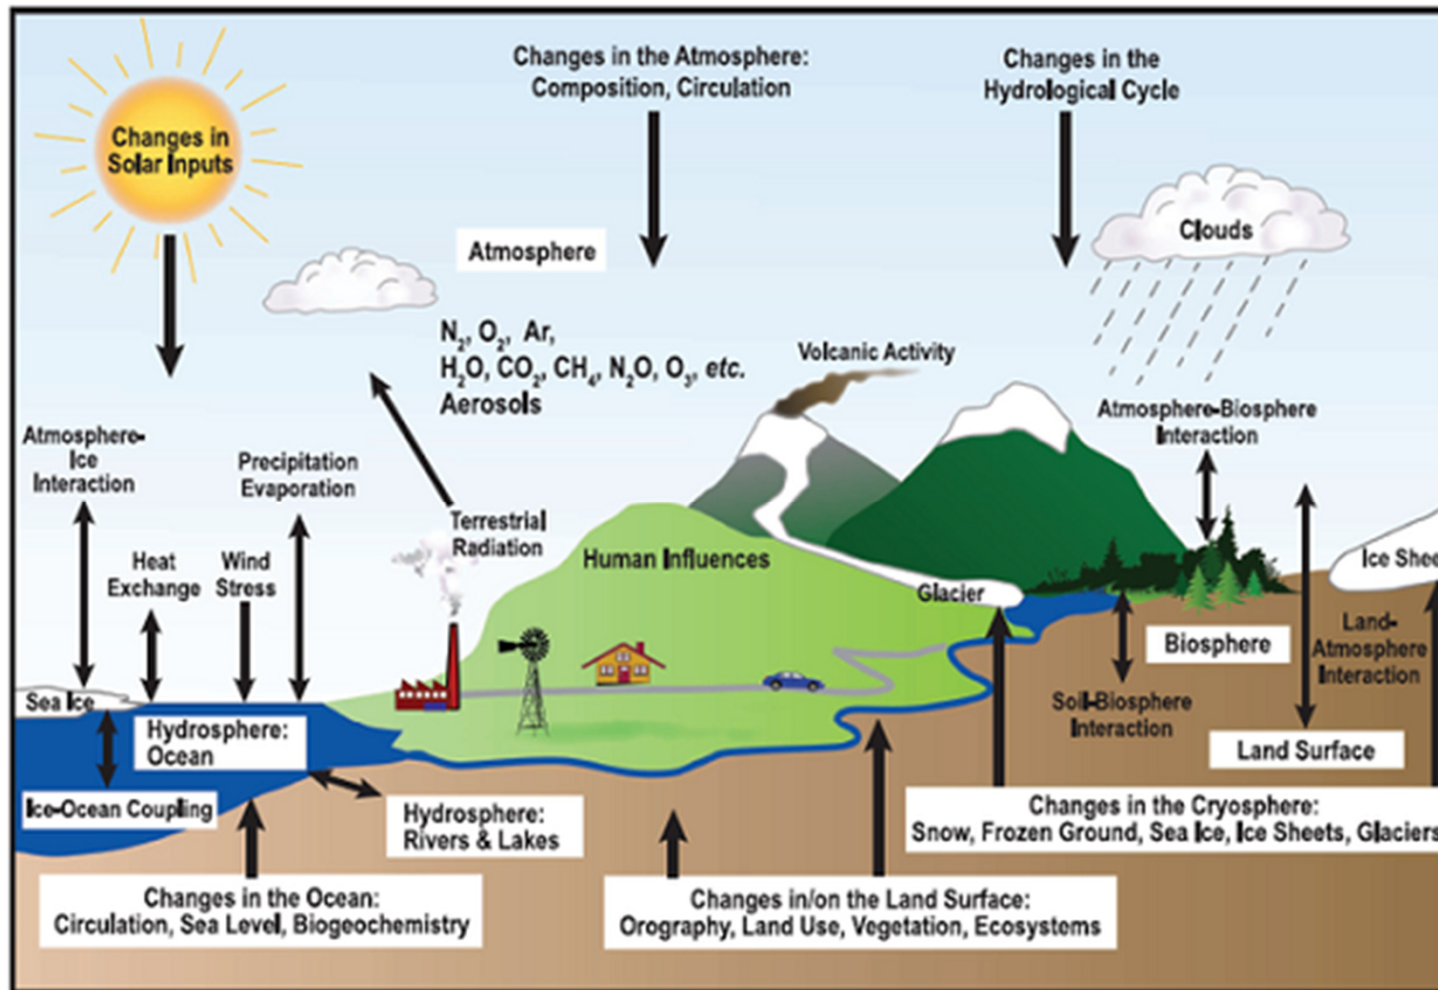 Changes in the Atmosphere:
Composition, Circulation
Changes in the
Hydrological Cycle
Changes in
Solar Inputs
Clouds
Atmosphere
N₂, O₂, Ar,
H₂O, CO₂, CH₄, N₂O, O₃, etc.
Aerosols
Volcanic Activity
Atmosphere-Biosphere
Interaction
Atmosphere-
Ice
Interaction
Precipitation
Evaporation
Terrestrial
Radiation
Heat
Exchange
Wind
Stress
Human Influences
Glacier
Ice Shee
Land-
Atmosphere
Interaction
Biosphere
Soil-Biosphere
Interaction
Land Surface
Sea Ice
Hydrosphere:
Ocean
Ice-Ocean Coupling
Hydrosphere:
Rivers & Lakes
Changes in the Cryosphere:
Snow, Frozen Ground, Sea Ice, Ice Sheets, Glaciers
Changes in the Ocean:
Circulation, Sea Level, Biogeochemistry
Changes in/on the Land Surface:
Orography, Land Use, Vegetation, Ecosystems